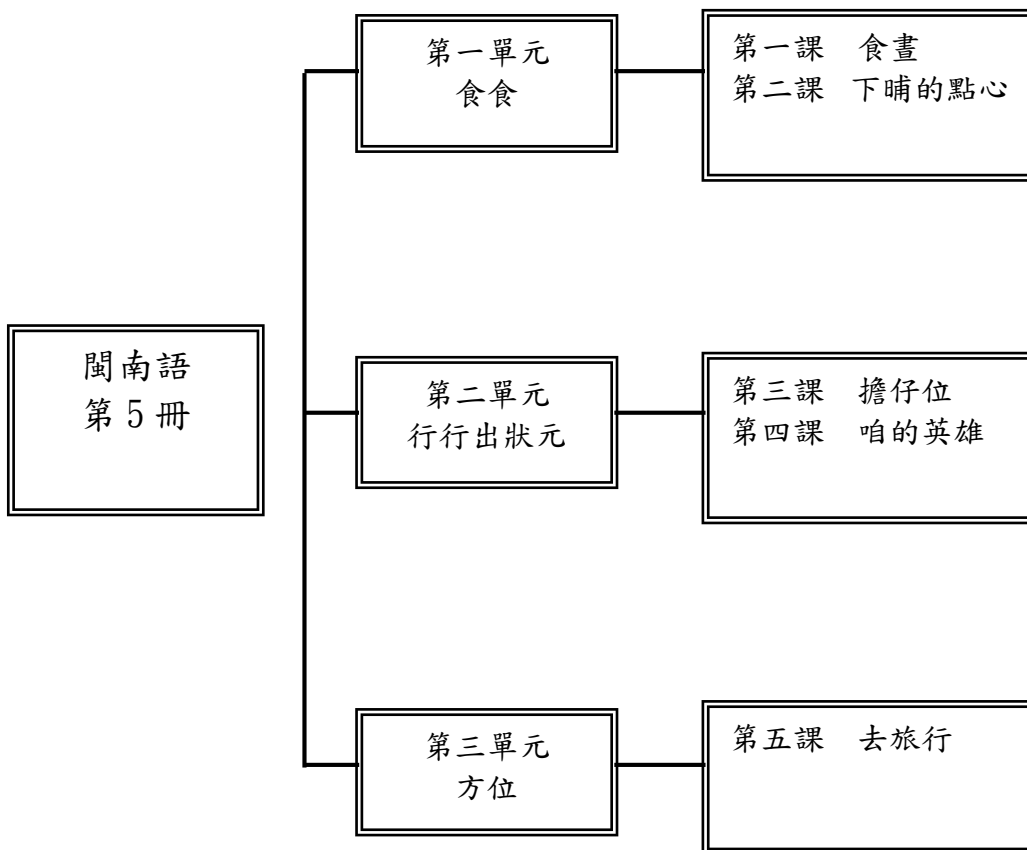 閩南語
第 5 冊
第一單元
食食
第一課 食晝
第二課 下晡的點心
第二單元
行行出狀元
第三課 擔仔位
第四課 咱的英雄
第三單元
方位
第五課 去旅行